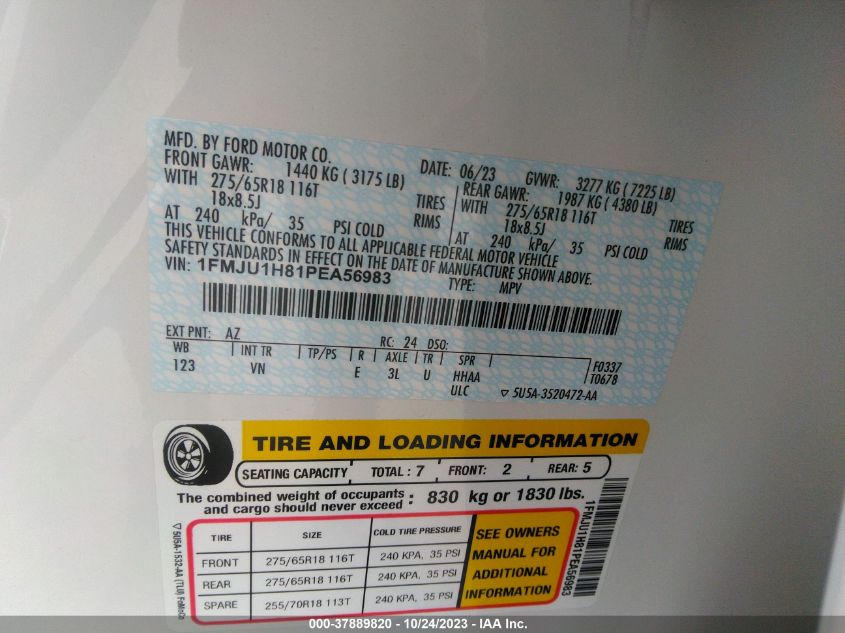 MFD. BY FORD MOTOR CO.
DATE: 06/23 GVWR: 3277 KG ( 7225 LB)
FRONT GAWR: 1440 KG ( 3175 LB) REAR GAWR: 1987 KG ( 4380 LB)
WITH 275/65R18 116T TIRES WITH 275/65R18 116T TIRES
18x8.5J RIMS 18x8.5J RIMS
AT 240 kPa/ 35 PSI COLD AT 240 kPa/ 35 PSI COLD
THIS VEHICLE CONFORMS TO ALL APPLICABLE FEDERAL MOTOR VEHICLE
SAFETY STANDARDS IN EFFECT ON THE DATE OF MANUFACTURE SHOWN ABOVE.
VIN: 1FMJU1H81PEA56983
TYPE: MPV
EXT PNT: AZ RC: 24 DSO:
WB INT TR TP/PS R AXLE TR SPR F0337
123 VN E 3L U HHAA T0678
ULC 5U5A-3520472-AA
TIRE AND LOADING INFORMATION
SEATING CAPACITY TOTAL : 7 FRONT: 2 REAR: 5
The combined weight of occupants and cargo should never exceed : 830 kg or 1830 lbs.
TIRE SIZE COLD TIRE PRESSURE
FRONT 275/65R18 116T 240 KPA, 35 PSI
REAR 275/65R18 116T 240 KPA, 35 PSI
SPARE 255/70R18 113T 240 KPA, 35 PSI
SEE OWNERS
MANUAL FOR
ADDITIONAL
INFORMATION
1FMJU1H81PEA56983
5U5A-1532-AA (TLU) FoMoCo
000-37889820 - 10/24/2023 - IAA Inc.